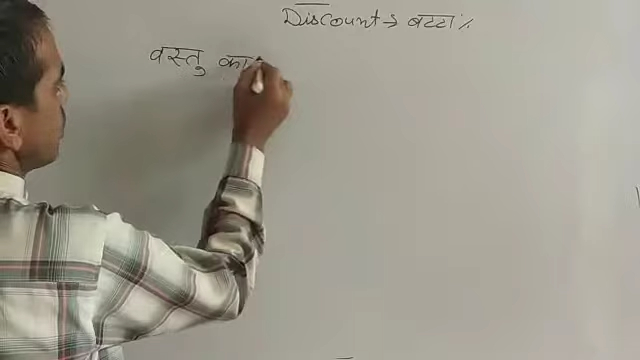 Discount → बट्टा %
वस्तु का